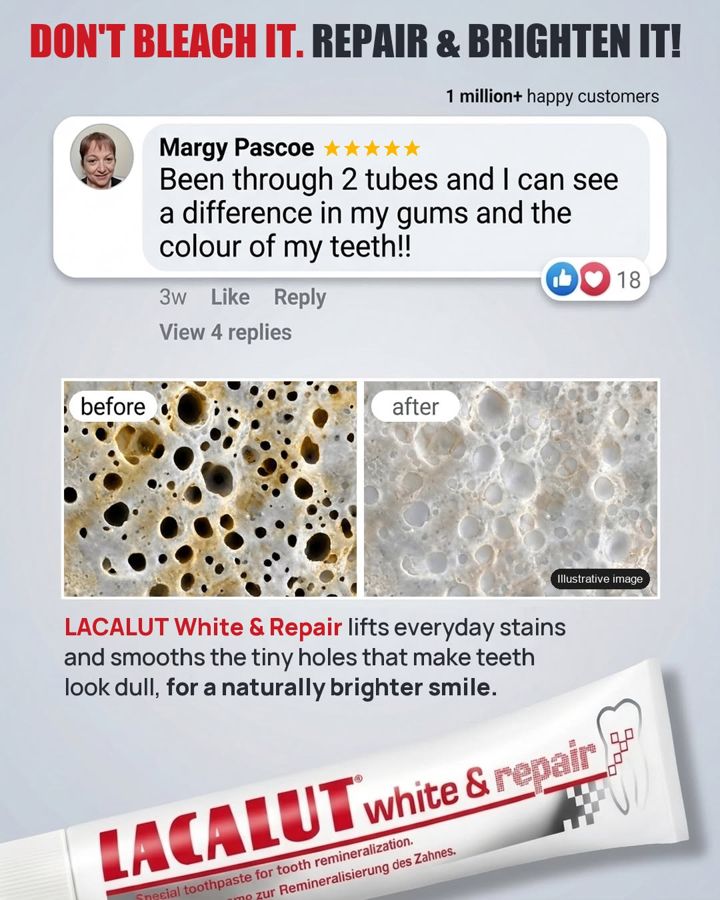 DON'T BLEACH IT. REPAIR & BRIGHTEN IT!
1 million+ happy customers
Margy Pascoe
Been through 2 tubes and I can see
a difference in my gums and the
colour of my teeth!!
18
3w Like Reply
View 4 replies
before
after
Illustrative image
LACALUT White & Repair lifts everyday stains
and smooths the tiny holes that make teeth
look dull, for a naturally brighter smile.
LACALUT® white & repair
Special toothpaste for tooth remineralization.
zur Remineralisierung des Zahnes.